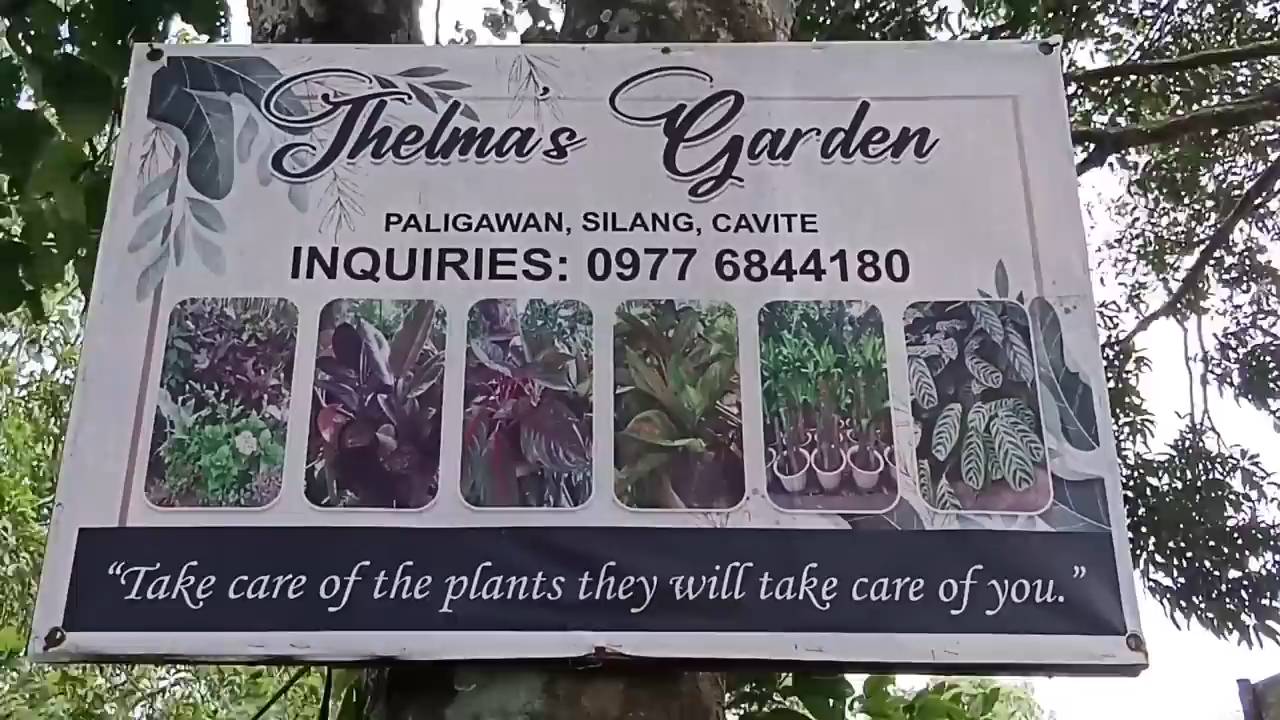 Thelma's Garden
PALIGAWAN, SILANG, CAVITE
INQUIRIES: 0977 6844180
“Take care of the plants they will take care of you.”